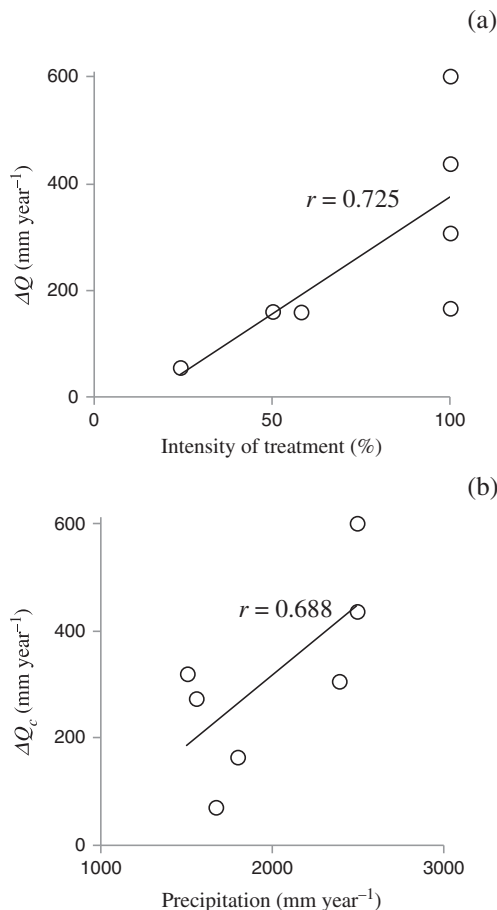 (a)
600
400
200
0
r = 0.725
ΔQ (mm year⁻¹)
0 50 100
Intensity of treatment (%)
(b)
600
400
200
0
r = 0.688
ΔQc (mm year⁻¹)
1000 2000 3000
Precipitation (mm year⁻¹)